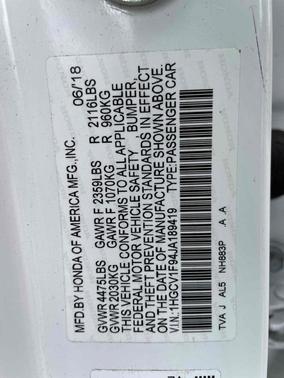 MFD.BY HONDA OF AMERICA MFG.,INC. 06/18
GVWR 4475LBS GAWR F 2359LBS R 2116LBS
GVWR 2030KG GAWR F 1070KG R 960KG
THIS VEHICLE CONFORMS TO ALL APPLICABLE
FEDERAL MOTOR VEHICLE SAFETY, BUMPER,
AND THEFT PREVENTION STANDARDS IN EFFECT
ON THE DATE OF MANUFACTURE SHOWN ABOVE.
V.I.N.:1HGCV1F94JA189419 TYPE:PASSENGER CAR
TVA J AL5 NH883P A A